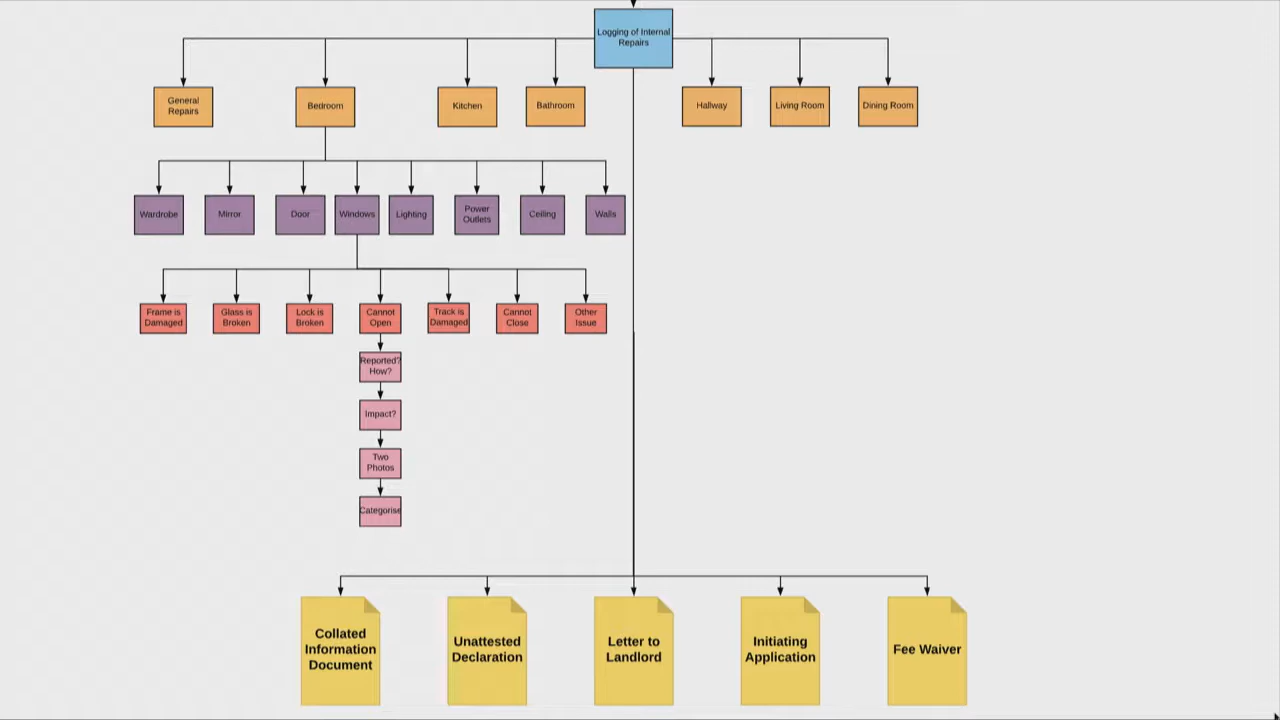 Logging of Internal
Repairs
General
Repairs
Bedroom
Kitchen
Bathroom
Hallway
Living Room
Dining Room
Wardrobe
Mirror
Door
Windows
Lighting
Power
Outlets
Ceiling
Walls
Frame is
Damaged
Glass is
Broken
Lock is
Broken
Cannot
Open
Track is
Damaged
Cannot
Close
Other
Issue
Reported?
How?
Impact?
Two
Photos
Categorise
Collated
Information
Document
Unattested
Declaration
Letter to
Landlord
Initiating
Application
Fee Waiver